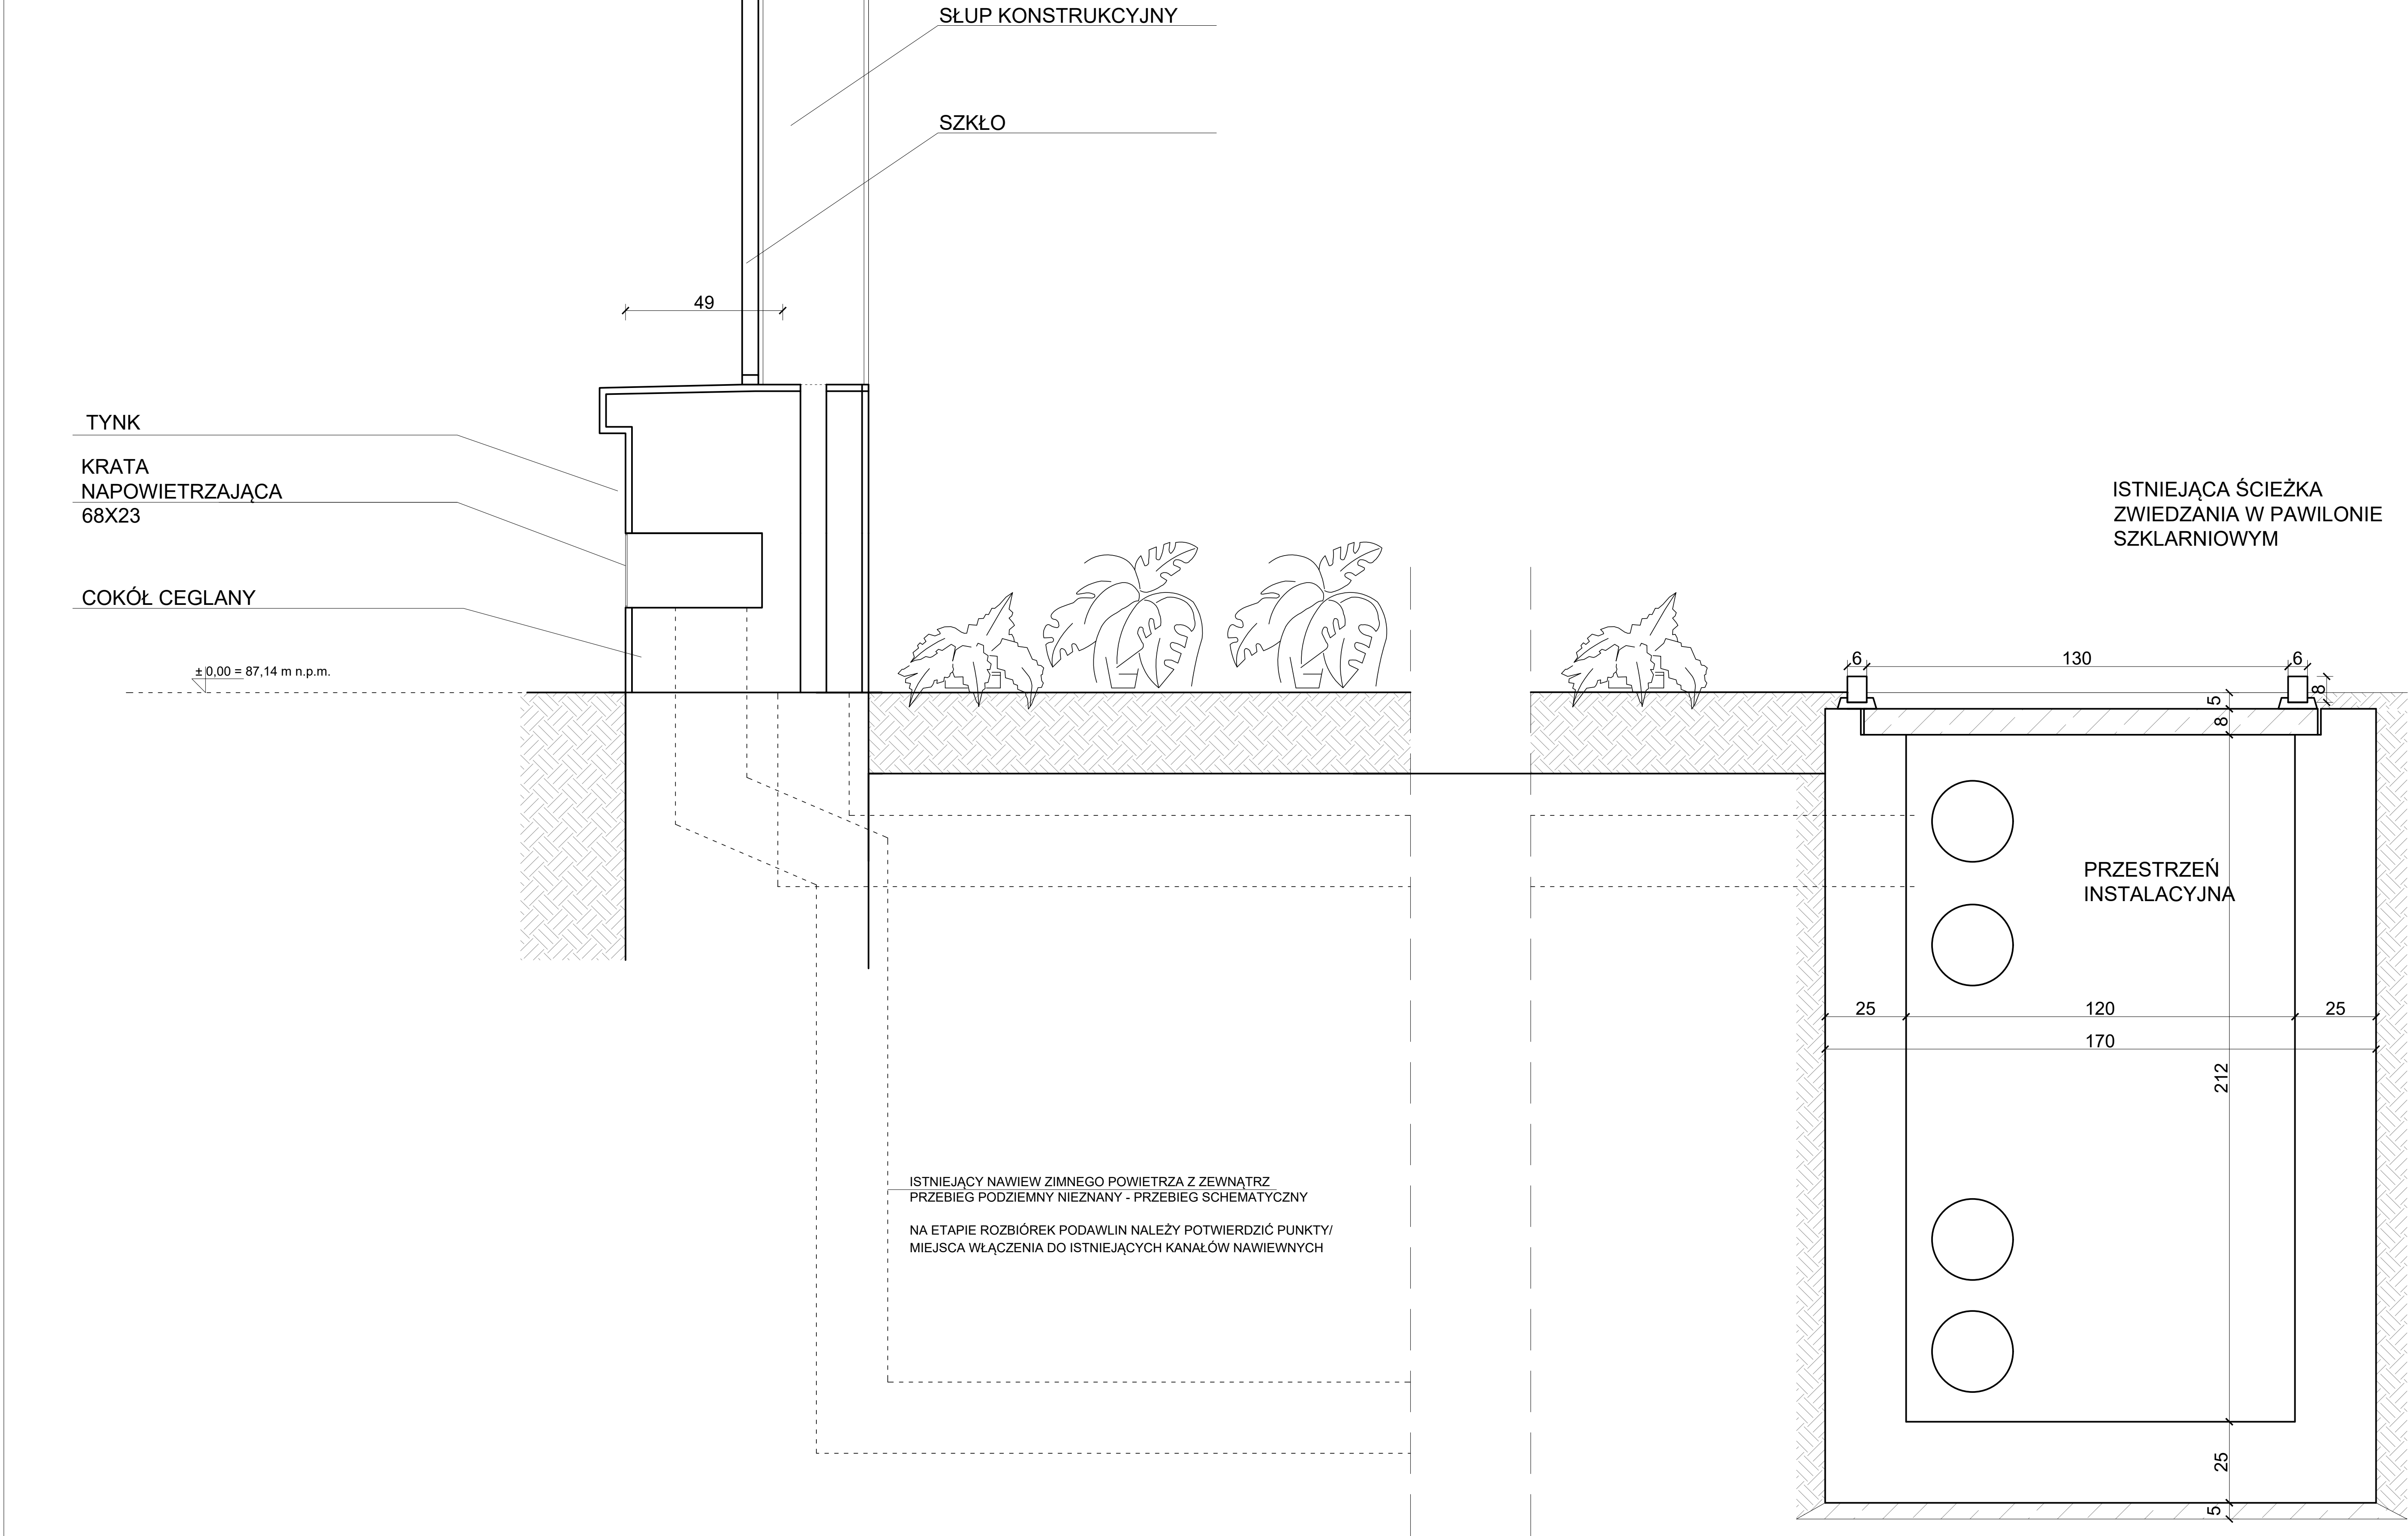 SŁUP KONSTRUKCYJNY
SZKŁO
49
TYNK
KRATA
NAPOWIETRZAJĄCA
68X23
COKÓŁ CEGLANY
± 0,00 = 87,14 m n.p.m.
ISTNIEJĄCA ŚCIEŻKA
ZWIEDZANIA W PAWILONIE
SZKLARNIOWYM
6
130
6
8
5
8
PRZESTRZEŃ
INSTALACYJNA
25
120
25
170
212
ISTNIEJĄCY NAWIEW ZIMNEGO POWIETRZA Z ZEWNĄTRZ
PRZEBIEG PODZIEMNY NIEZNANY - PRZEBIEG SCHEMATYCZNY
NA ETAPIE ROZBIÓREK PODAWLIN NALEŻY POTWIERDZIĆ PUNKTY/
MIEJSCA WŁĄCZENIA DO ISTNIEJĄCYCH KANAŁÓW NAWIEWNYCH
25
5